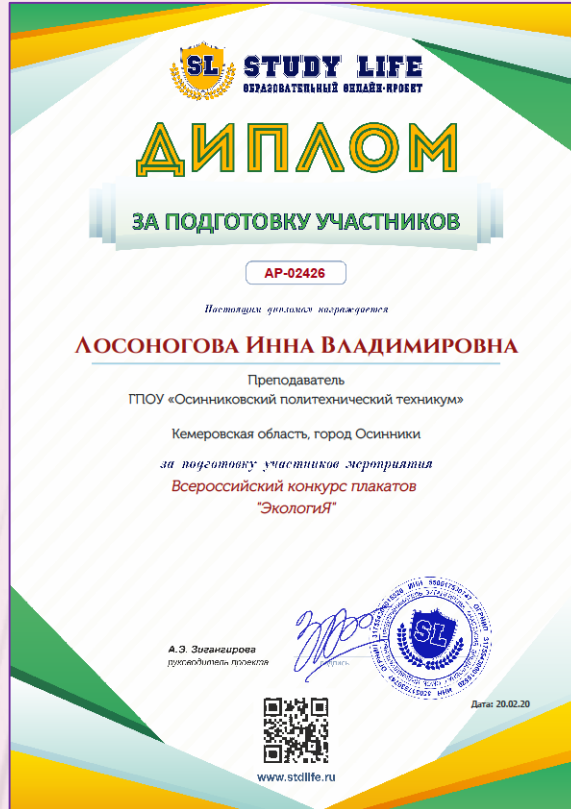 SL STUDY LIFE
ОБРАЗОВАТЕЛЬНЫЙ ОНЛАЙН-ПРОЕКТ
ДИПЛОМ
ЗА ПОДГОТОВКУ УЧАСТНИКОВ
АР-02426
Настоящим дипломом награждается
Лосоногова Инна Владимировна
Преподаватель
ГПОУ «Осинниковский политехнический техникум»
Кемеровская область, город Осинники
за подготовку участников мероприятия
Всероссийский конкурс плакатов
"ЭкологиЯ"
А.Э. Зигангирова
руководитель проекта
подпись
SL
Дата: 20.02.20
www.stdlife.ru